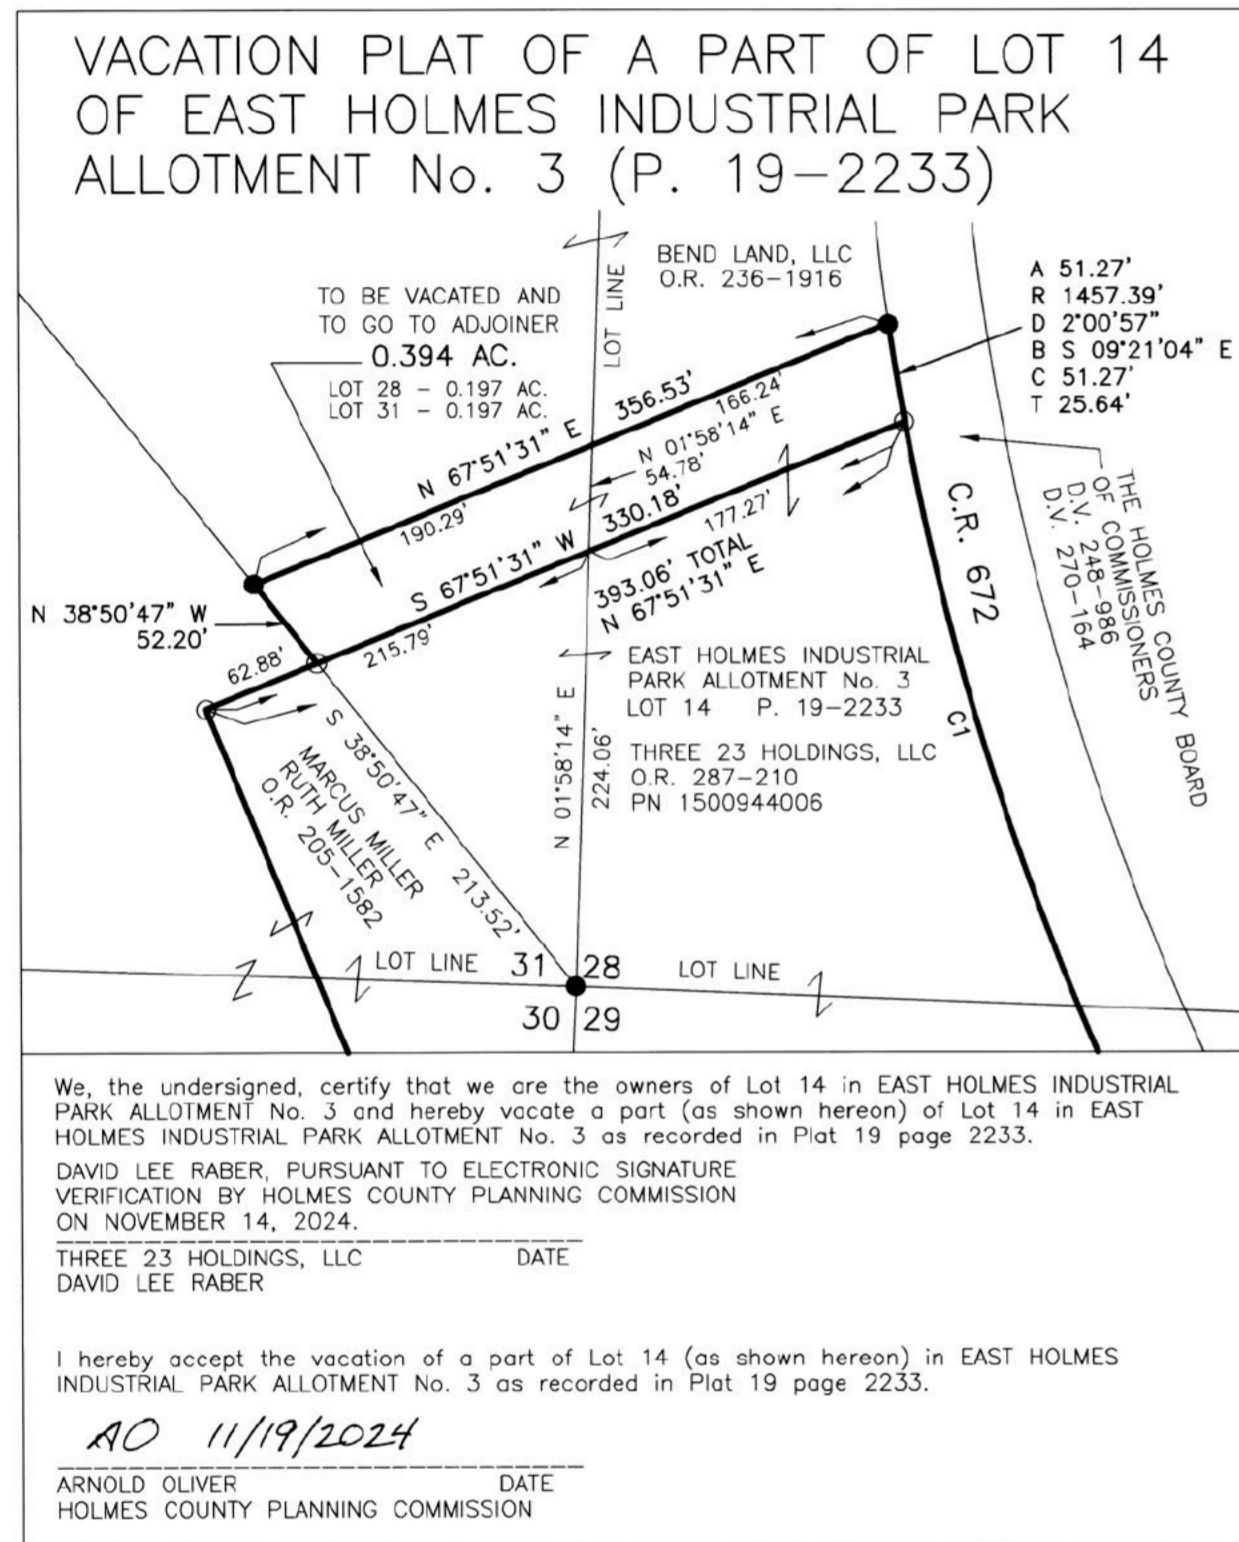 VACATION PLAT OF A PART OF LOT 14
OF EAST HOLMES INDUSTRIAL PARK
ALLOTMENT No. 3 (P. 19-2233)
BEND LAND, LLC
O.R. 236-1916
LOT LINE
A 51.27'
R 1457.39'
D 2°00'57"
B S 09°21'04" E
C 51.27'
T 25.64'
TO BE VACATED AND
TO GO TO ADJOINER
0.394 AC.
LOT 28 - 0.197 AC.
LOT 31 - 0.197 AC.
N 67°51'31" E 356.53'
190.29'
166.24'
N 01°58'14" E
54.78'
S 67°51'31" W 330.18'
215.79'
177.27'
393.06' TOTAL
N 67°51'31" E
N 38°50'47" W
52.20'
62.88'
C.R. 672
C1
THE HOLMES COUNTY BOARD
OF COMMISSIONERS
D.V. 248-986
D.V. 270-164
EAST HOLMES INDUSTRIAL
PARK ALLOTMENT No. 3
LOT 14 P. 19-2233
THREE 23 HOLDINGS, LLC
O.R. 287-210
PN 1500944006
N 01°58'14" E
224.06'
S 38°50'47" E 213.52'
MARCUS MILLER
RUTH MILLER
O.R. 205-1582
LOT LINE 31 28 LOT LINE
30 29
We, the undersigned, certify that we are the owners of Lot 14 in EAST HOLMES INDUSTRIAL
PARK ALLOTMENT No. 3 and hereby vacate a part (as shown hereon) of Lot 14 in EAST
HOLMES INDUSTRIAL PARK ALLOTMENT No. 3 as recorded in Plat 19 page 2233.
DAVID LEE RABER, PURSUANT TO ELECTRONIC SIGNATURE
VERIFICATION BY HOLMES COUNTY PLANNING COMMISSION
ON NOVEMBER 14, 2024.
THREE 23 HOLDINGS, LLC DATE
DAVID LEE RABER
I hereby accept the vacation of a part of Lot 14 (as shown hereon) in EAST HOLMES
INDUSTRIAL PARK ALLOTMENT No. 3 as recorded in Plat 19 page 2233.
AO 11/19/2024
ARNOLD OLIVER DATE
HOLMES COUNTY PLANNING COMMISSION